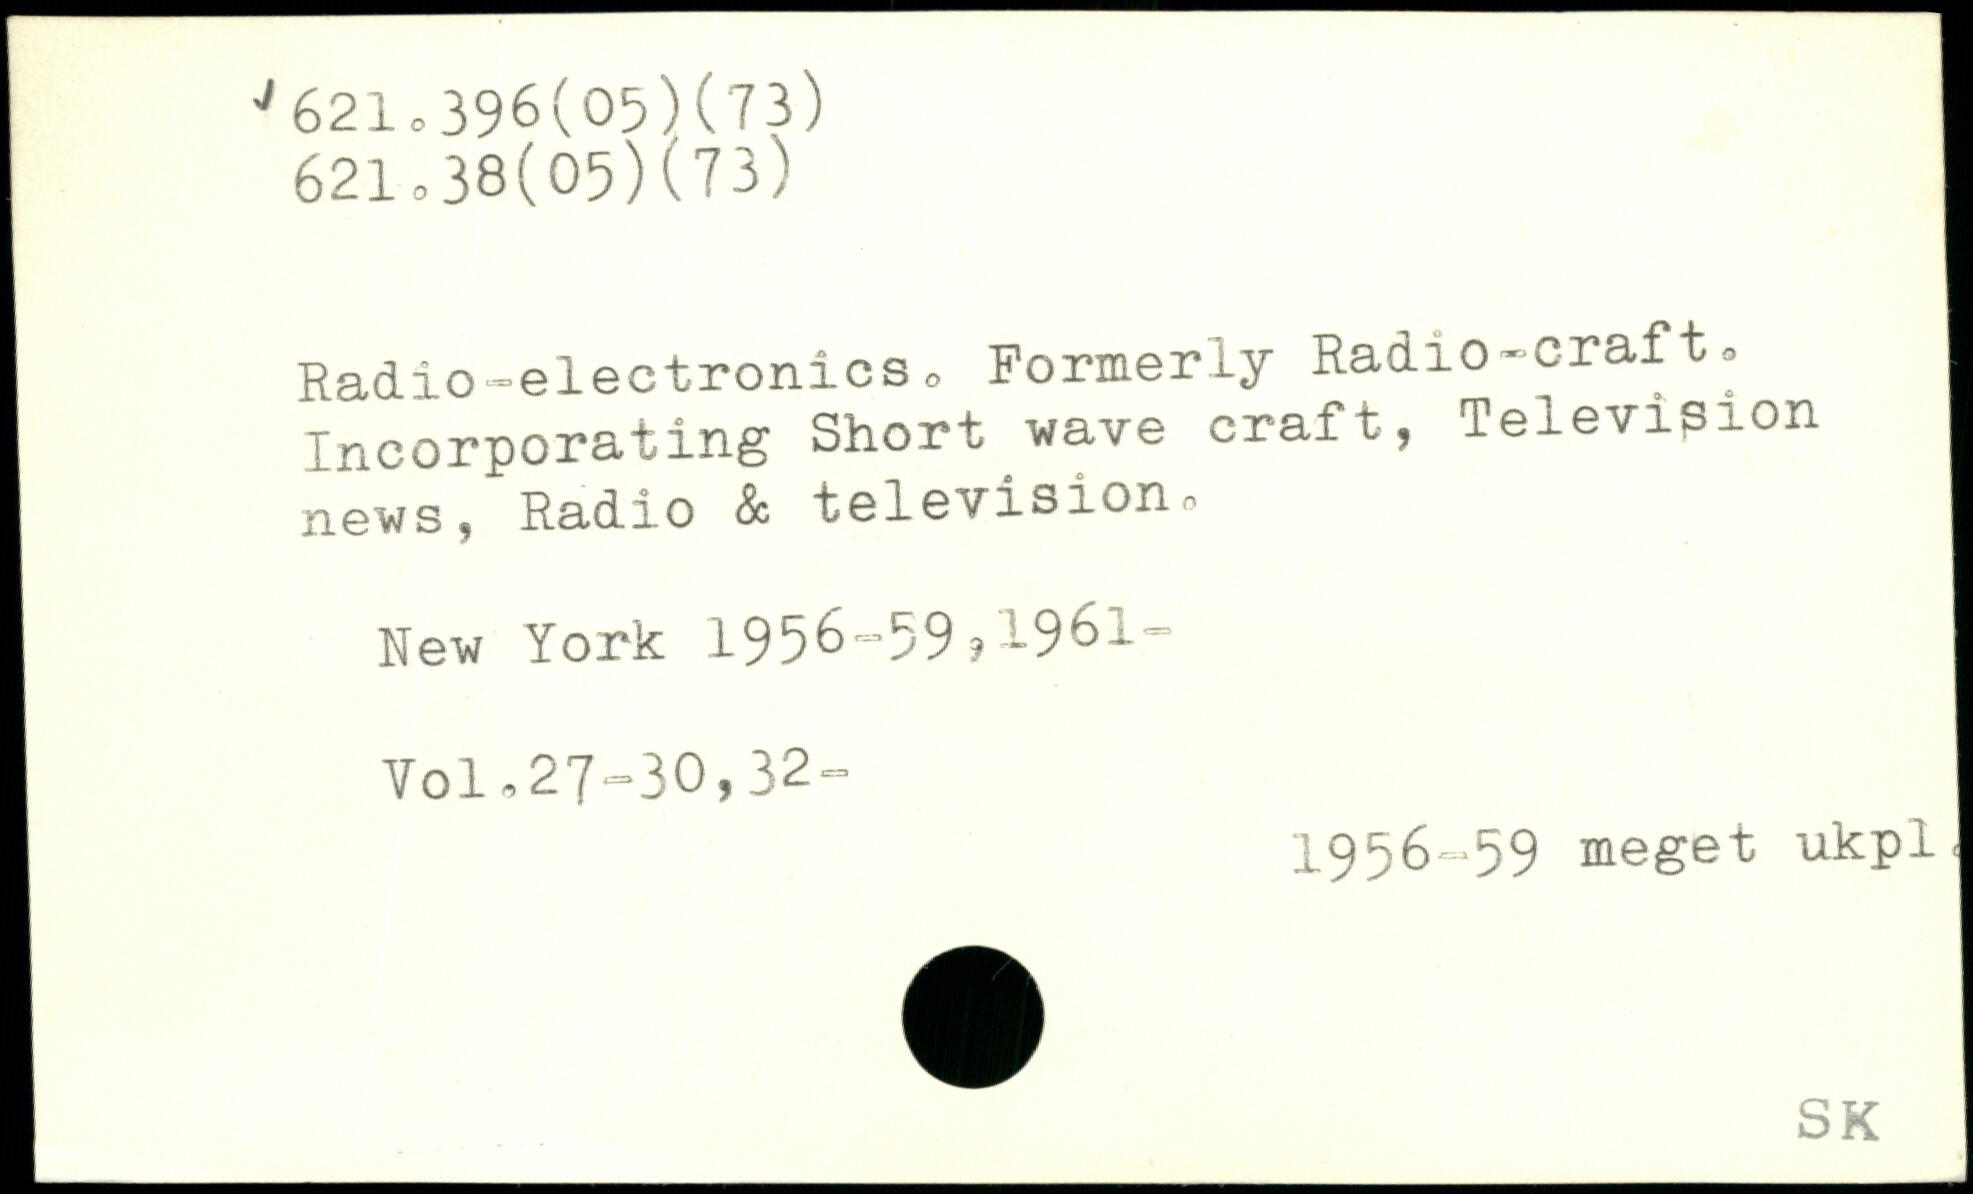 ✓ 621.396(05)(73)
621.38(05)(73)
Radio-electronics. Formerly Radio-craft.
Incorporating Short wave craft, Television
news, Radio & television.
New York 1956-59,1961-
Vol.27-30,32-
1956-59 meget ukpl.
SK